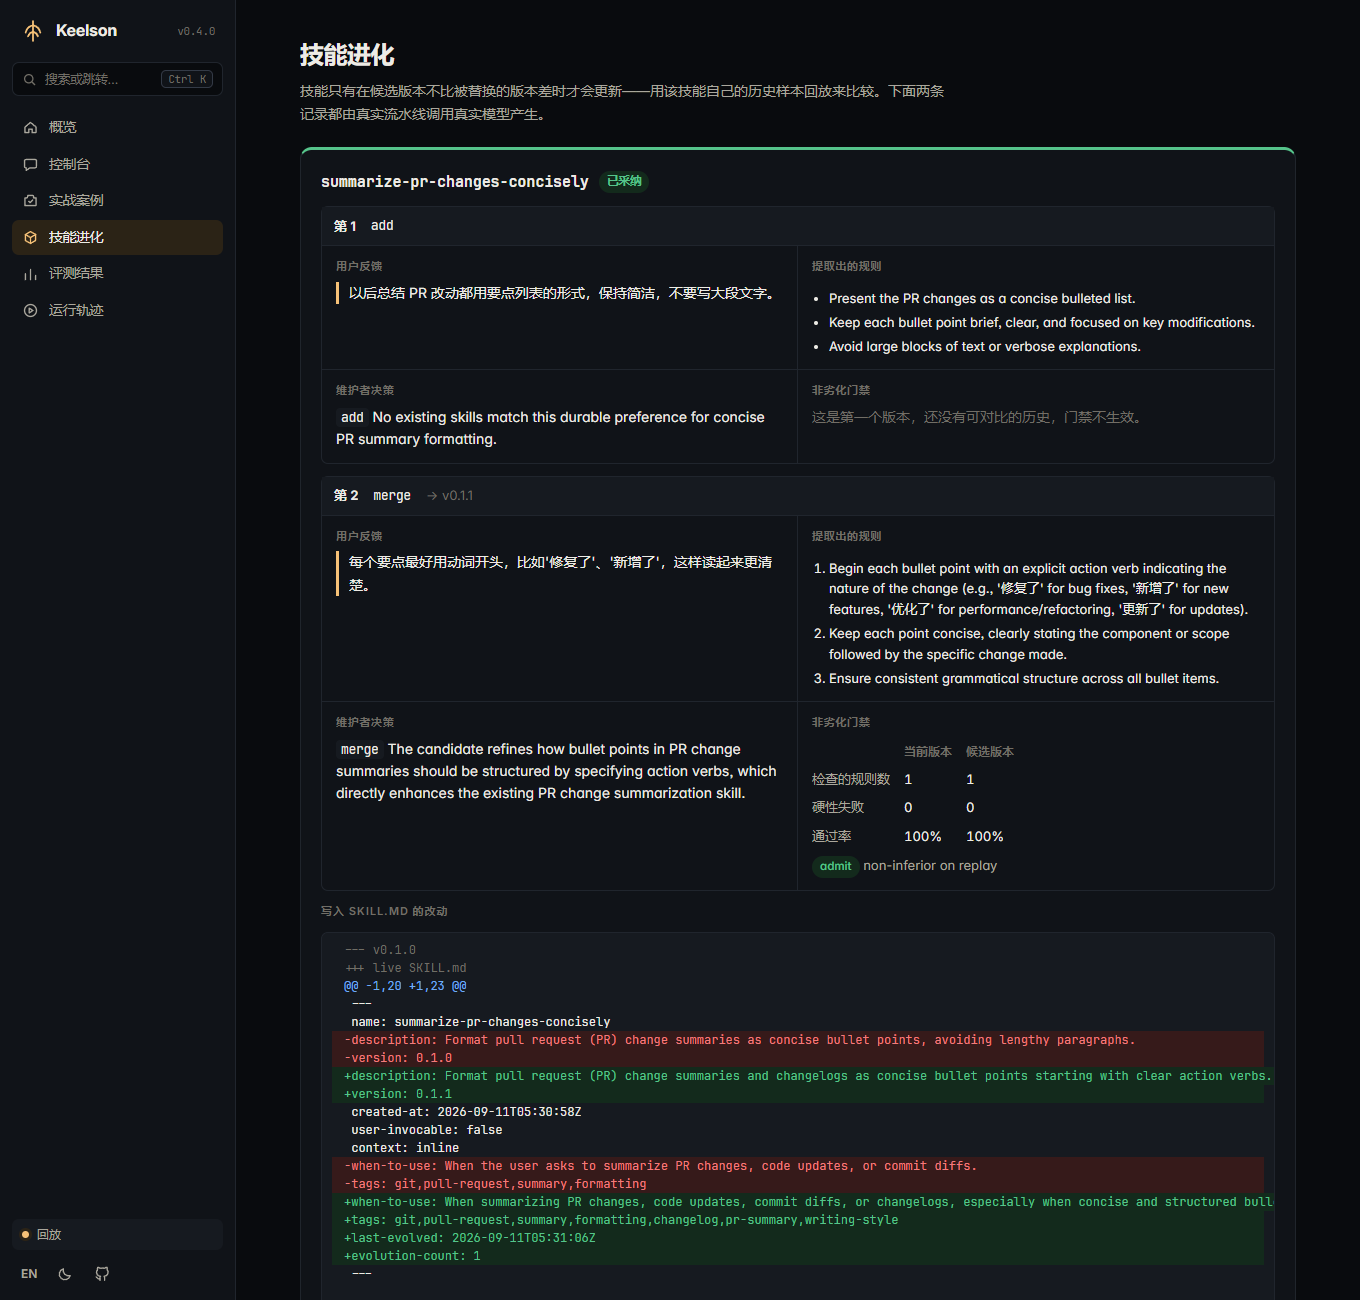 Keelson v0.4.0
搜索或跳转... Ctrl K
概览
控制台
实战案例
技能进化
评测结果
运行轨迹
回放
EN
技能进化
技能只有在候选版本不比被替换的版本差时才会更新——用该技能自己的历史样本回放来比较。下面两条
记录都由真实流水线调用真实模型产生。
summarize-pr-changes-concisely 已采纳
第 1 add
用户反馈
以后总结 PR 改动都用要点列表的形式，保持简洁，不要写大段文字。
提取出的规则
• Present the PR changes as a concise bulleted list.
• Keep each bullet point brief, clear, and focused on key modifications.
• Avoid large blocks of text or verbose explanations.
维护者决策
add No existing skills match this durable preference for concise
PR summary formatting.
非劣化门禁
这是第一个版本，还没有可对比的历史，门禁不生效。
第 2 merge → v0.1.1
用户反馈
每个要点最好用动词开头，比如'修复了'、'新增了'，这样读起来更清
楚。
提取出的规则
1. Begin each bullet point with an explicit action verb indicating the
nature of the change (e.g., '修复了' for bug fixes, '新增了' for new
features, '优化了' for performance/refactoring, '更新了' for updates).
2. Keep each point concise, clearly stating the component or scope
followed by the specific change made.
3. Ensure consistent grammatical structure across all bullet items.
维护者决策
merge The candidate refines how bullet points in PR change
summaries should be structured by specifying action verbs, which
directly enhances the existing PR change summarization skill.
非劣化门禁
当前版本 候选版本
检查的规则数 1 1
硬性失败 0 0
通过率 100% 100%
admit non-inferior on replay
写入 SKILL.MD 的改动
--- v0.1.0
+++ live SKILL.md
@@ -1,20 +1,23 @@
---
name: summarize-pr-changes-concisely
-description: Format pull request (PR) change summaries as concise bullet points, avoiding lengthy paragraphs.
-version: 0.1.0
+description: Format pull request (PR) change summaries and changelogs as concise bullet points starting with clear action verbs.
+version: 0.1.1
created-at: 2026-09-11T05:30:58Z
user-invocable: false
context: inline
-when-to-use: When the user asks to summarize PR changes, code updates, or commit diffs.
-tags: git,pull-request,summary,formatting
+when-to-use: When summarizing PR changes, code updates, commit diffs, or changelogs, especially when concise and structured bull
+tags: git,pull-request,summary,formatting,changelog,pr-summary,writing-style
+last-evolved: 2026-09-11T05:31:06Z
+evolution-count: 1
---